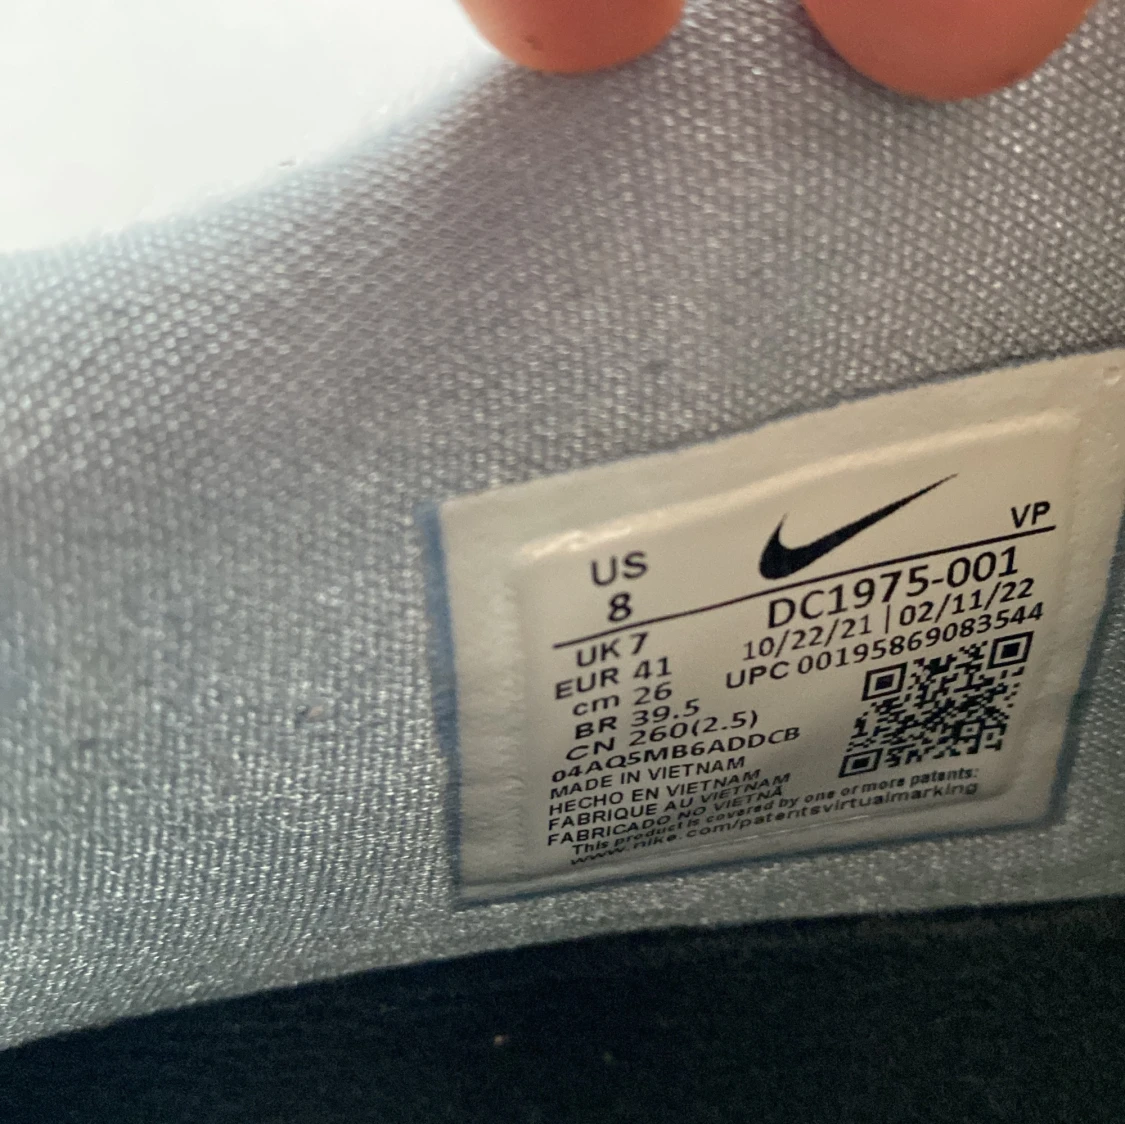 US
8
VP
DC1975-001
10/22/21 | 02/11/22
UPC 00195869083544
UK 7
EUR 41
cm 26
BR 39.5
CN 260(2.5)
04AQ5MB6ADDCB
MADE IN VIETNAM
HECHO EN VIETNAM
FABRIQUE AU VIETNAM
FABRICADO NO VIETNÃ
This product is covered by one or more patents:
www.nike.com/patentsvirtualmarking